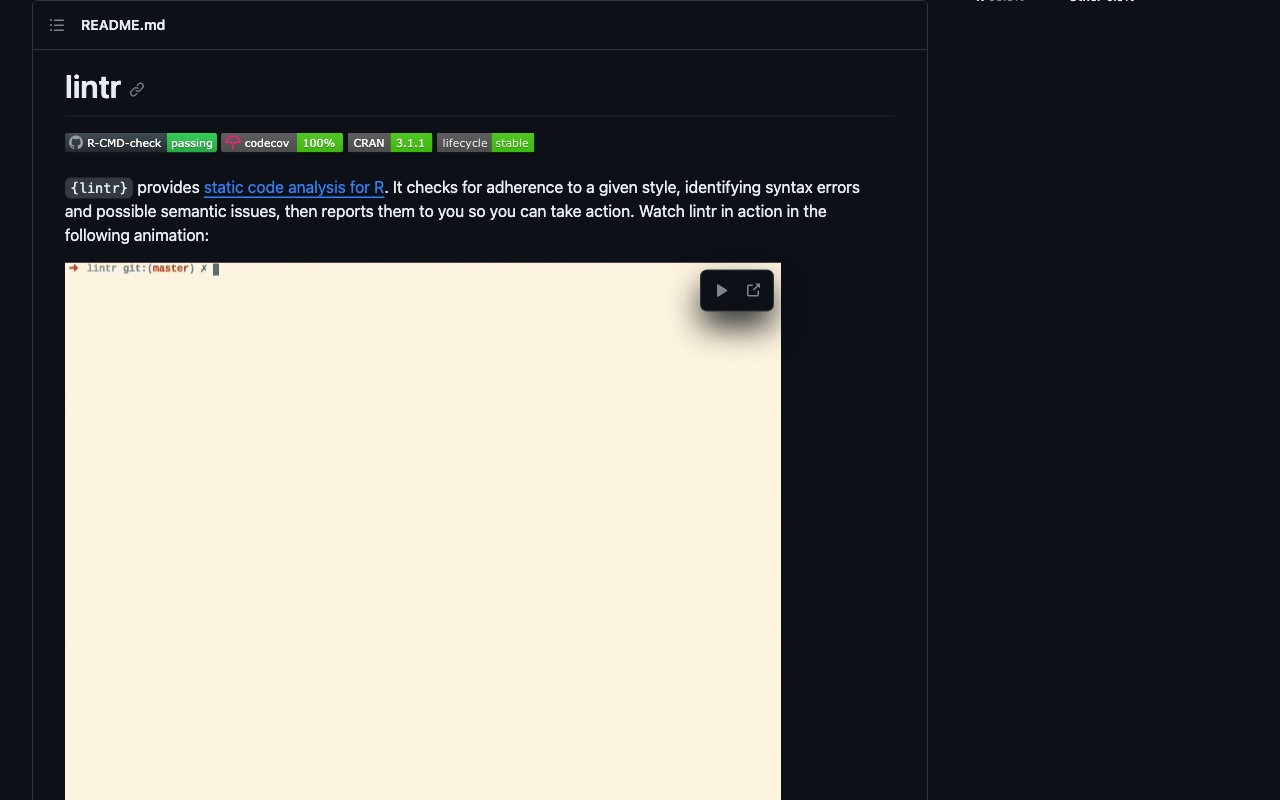 README.md
lintr
R-CMD-check passing codecov 100% CRAN 3.1.1 lifecycle stable
{lintr} provides static code analysis for R. It checks for adherence to a given style, identifying syntax errors
and possible semantic issues, then reports them to you so you can take action. Watch lintr in action in the
following animation:
➜ lintr git:(master) ✗